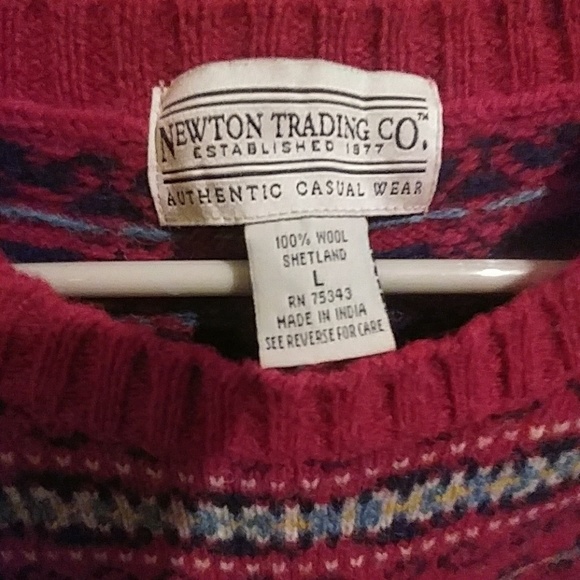 NEWTON TRADING CO.™
ESTABLISHED 1877
AUTHENTIC CASUAL WEAR
100% WOOL
SHETLAND
L
RN 75343
MADE IN INDIA
SEE REVERSE FOR CARE